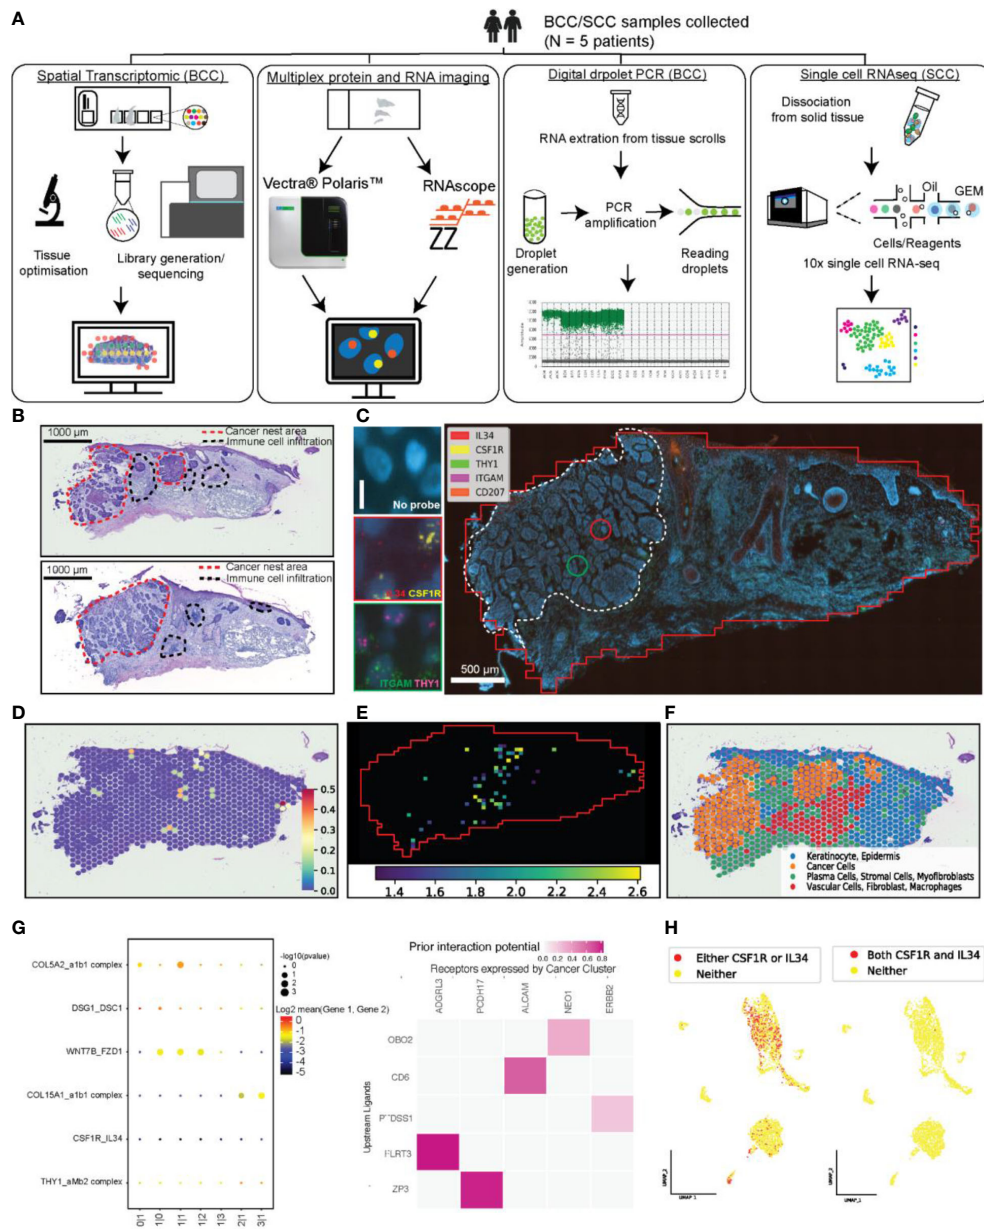 A
BCC/SCC samples collected
(N = 5 patients)
Spatial Transcriptomic (BCC)
Tissue
optimisation
Library generation/
sequencing
Multiplex protein and RNA imaging
Vectra® Polaris™
RNAscope
Digital drpolet PCR (BCC)
RNA extration from tissue scrolls
Droplet
generation
PCR
amplification
Reading
droplets
Single cell RNAseq (SCC)
Dissociation
from solid tissue
Oil
GEM
Cells/Reagents
10x single cell RNA-seq
B
1000 µm
Cancer nest area
Immune cell infiltration
1000 µm
Cancer nest area
Immune cell infiltration
C
No probe
IL34 CSF1R
ITGAM THY1
IL34
CSF1R
THY1
ITGAM
CD207
500 µm
D
0.5
0.4
0.3
0.2
0.1
0.0
E
1.4 1.6 1.8 2.0 2.2 2.4 2.6
F
Keratinocyte, Epidermis
Cancer Cells
Plasma Cells, Stromal Cells, Myofibroblasts
Vascular Cells, Fibroblast, Macrophages
G
COL5A2_a1b1 complex
DSG1_DSC1
WNT7B_FZD1
COL15A1_a1b1 complex
CSF1R_IL34
THY1_aMb2 complex
0|1 1|0 1|1 1|2 1|3 2|1 3|1
-log10(pvalue)
0
1
2
3
Log2 mean(Gene 1, Gene 2)
0
-1
-2
-3
-4
-5
Prior interaction potential
0.0 0.2 0.4 0.6 0.8
Receptors expressed by Cancer Cluster
ADGRL3 PCDH17 ALCAM NEO1 ERBB2
Upstream Ligands
OBO2
CD6
FLRT3
ZP3
H
Either CSF1R or IL34
Neither
Both CSF1R and IL34
Neither
UMAP_2
UMAP 1
UMAP_2
UMAP_1